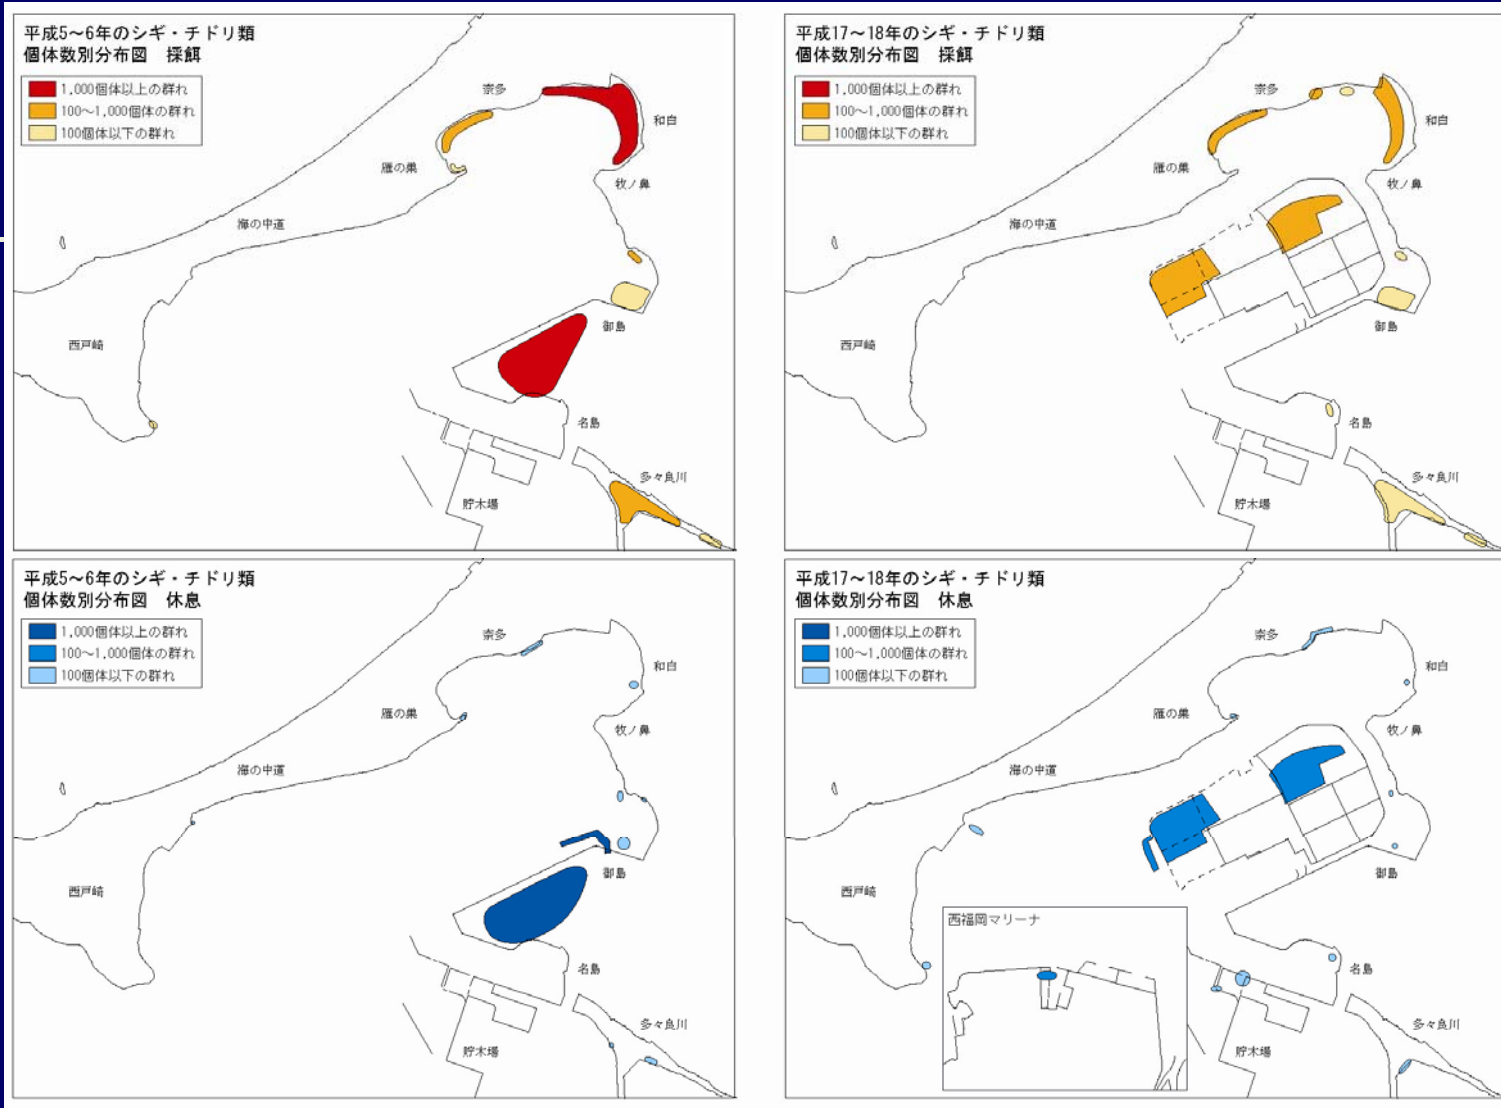 平成5～6年のシギ・チドリ類
個体数別分布図　採餌
1,000個体以上の群れ
100～1,000個体の群れ
100個体以下の群れ
奈多
和白
雁の巣
牧ノ鼻
海の中道
御島
西戸崎
名島
多々良川
貯木場
平成17～18年のシギ・チドリ類
個体数別分布図　採餌
1,000個体以上の群れ
100～1,000個体の群れ
100個体以下の群れ
奈多
和白
雁の巣
牧ノ鼻
海の中道
御島
西戸崎
名島
多々良川
貯木場
平成5～6年のシギ・チドリ類
個体数別分布図　休息
1,000個体以上の群れ
100～1,000個体の群れ
100個体以下の群れ
奈多
和白
雁の巣
牧ノ鼻
海の中道
御島
西戸崎
名島
多々良川
貯木場
平成17～18年のシギ・チドリ類
個体数別分布図　休息
1,000個体以上の群れ
100～1,000個体の群れ
100個体以下の群れ
奈多
和白
雁の巣
牧ノ鼻
海の中道
御島
西戸崎
西福岡マリーナ
名島
多々良川
貯木場